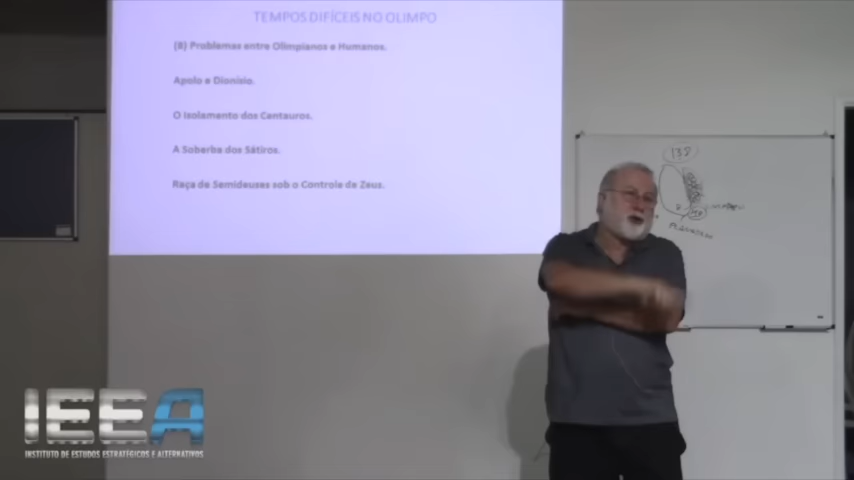 TEMPOS DIFÍCEIS NO OLIMPO
(8) Problemas entre Olimpianos e Humanos.
Apolo e Dionísio.
O Isolamento dos Centauros.
A Soberba dos Sátiros.
Raça de Semideuses sob o Controle de Zeus.
IEEA
INSTITUTO DE ESTUDOS ESTRATÉGICOS E ALTERNATIVOS